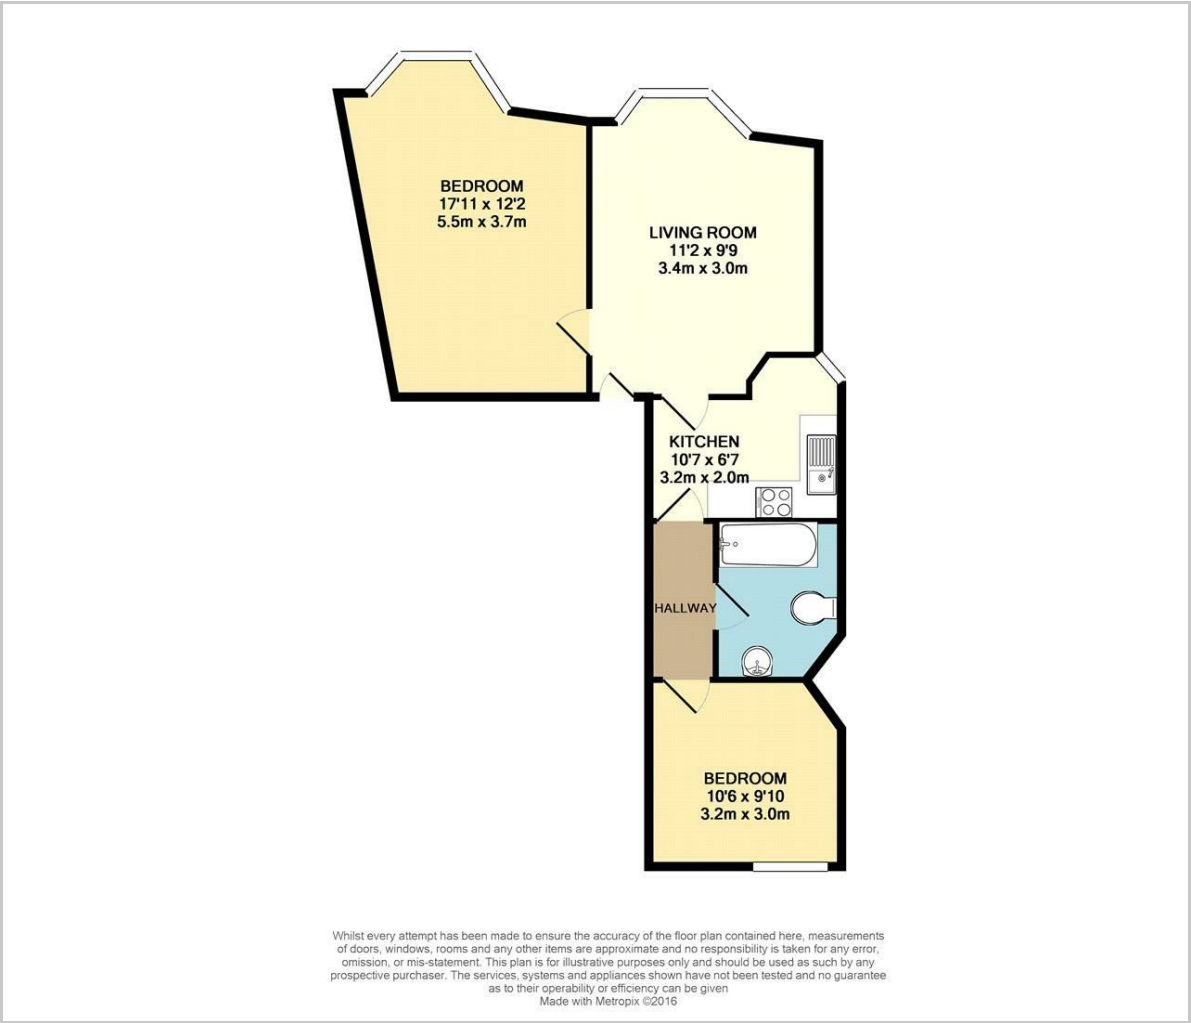 BEDROOM
17'11 x 12'2
5.5m x 3.7m
LIVING ROOM
11'2 x 9'9
3.4m x 3.0m
KITCHEN
10'7 x 6'7
3.2m x 2.0m
HALLWAY
BEDROOM
10'6 x 9'10
3.2m x 3.0m
Whilst every attempt has been made to ensure the accuracy of the floor plan contained here, measurements
of doors, windows, rooms and any other items are approximate and no responsibility is taken for any error,
omission, or mis-statement. This plan is for illustrative purposes only and should be used as such by any
prospective purchaser. The services, systems and appliances shown have not been tested and no guarantee
as to their operability or efficiency can be given
Made with Metropix ©2016